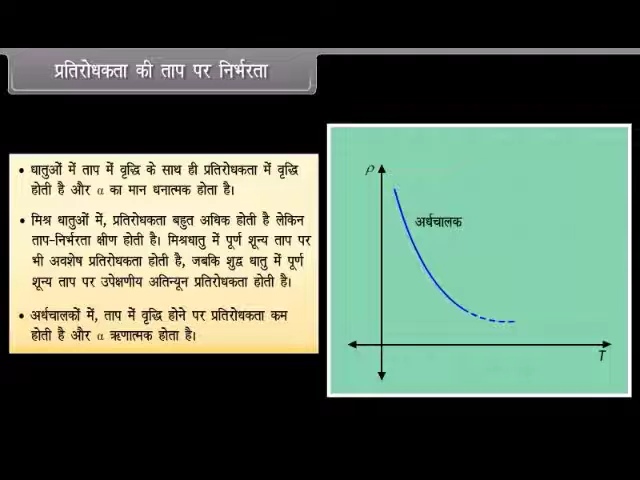 प्रतिरोधकता की ताप पर निर्भरता
• धातुओं में ताप में वृद्धि के साथ ही प्रतिरोधकता में वृद्धि
होती है और α का मान धनात्मक होता है।
• मिश्र धातुओं में, प्रतिरोधकता बहुत अधिक होती है लेकिन
ताप-निर्भरता क्षीण होती है। मिश्रधातु में पूर्ण शून्य ताप पर
भी अवशेष प्रतिरोधकता होती है, जबकि शुद्व धातु में पूर्ण
शून्य ताप पर उपेक्षणीय अतिन्यून प्रतिरोधकता होती है।
• अर्धचालकों में, ताप में वृद्धि होने पर प्रतिरोधकता कम
होती है और α ऋणात्मक होता है।
ρ
अर्धचालक
T